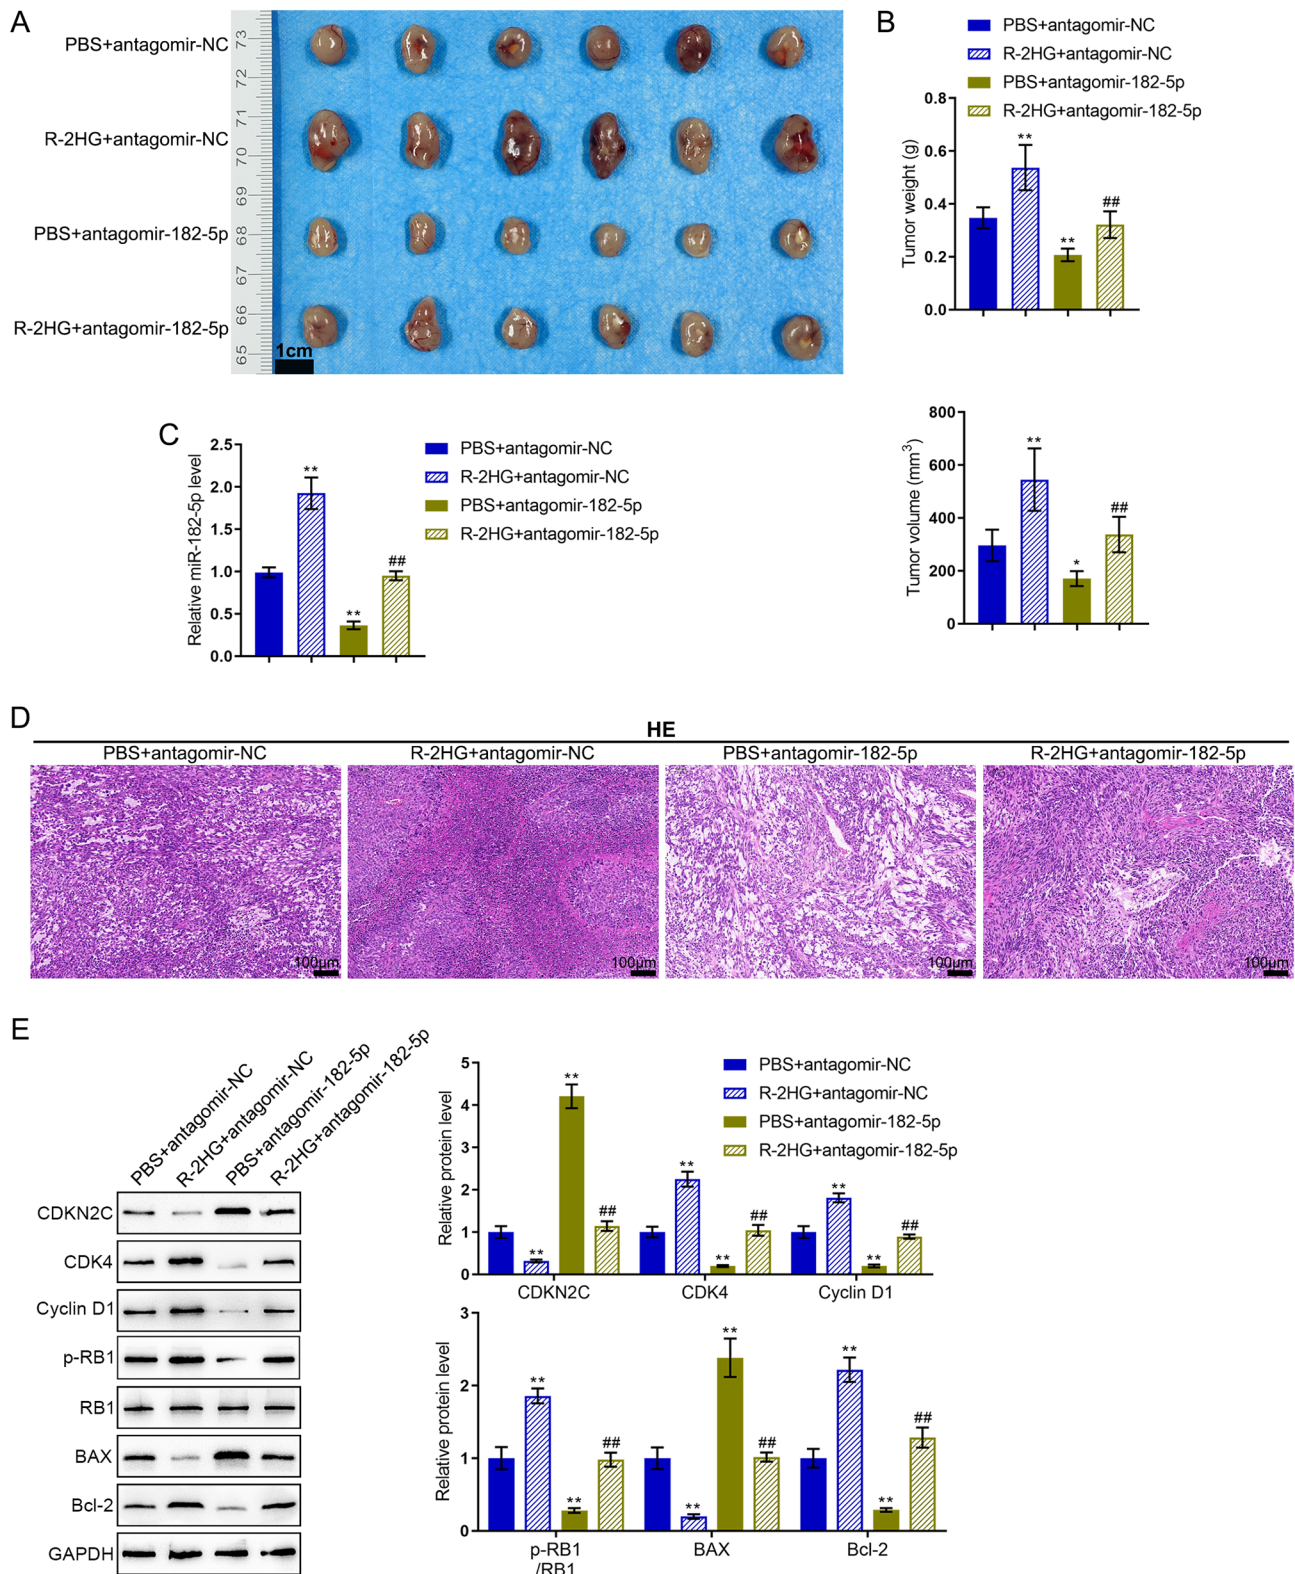 A
PBS+antagomir-NC
R-2HG+antagomir-NC
PBS+antagomir-182-5p
R-2HG+antagomir-182-5p
73
72
71
70
69
68
67
66
65
1cm
B
PBS+antagomir-NC
R-2HG+antagomir-NC
PBS+antagomir-182-5p
R-2HG+antagomir-182-5p
Tumor weight (g)
0.8
0.6
0.4
0.2
0.0
**
**
##
Tumor volume (mm³)
800
600
400
200
0
**
*
##
C
PBS+antagomir-NC
R-2HG+antagomir-NC
PBS+antagomir-182-5p
R-2HG+antagomir-182-5p
Relative miR-182-5p level
2.5
2.0
1.5
1.0
0.5
0.0
**
**
##
D
HE
PBS+antagomir-NC R-2HG+antagomir-NC PBS+antagomir-182-5p R-2HG+antagomir-182-5p
100μm 100μm 100μm 100μm
E
PBS+antagomir-NC
R-2HG+antagomir-NC
PBS+antagomir-182-5p
R-2HG+antagomir-182-5p
CDKN2C
CDK4
Cyclin D1
p-RB1
RB1
BAX
Bcl-2
GAPDH
PBS+antagomir-NC
R-2HG+antagomir-NC
PBS+antagomir-182-5p
R-2HG+antagomir-182-5p
Relative protein level
5
4
3
2
1
0
** ** ## ** ** ## ** ** ##
CDKN2C CDK4 Cyclin D1
Relative protein level
3
2
1
0
** ** ## ** ** ## ** ** ##
p-RB1 BAX Bcl-2
/RB1